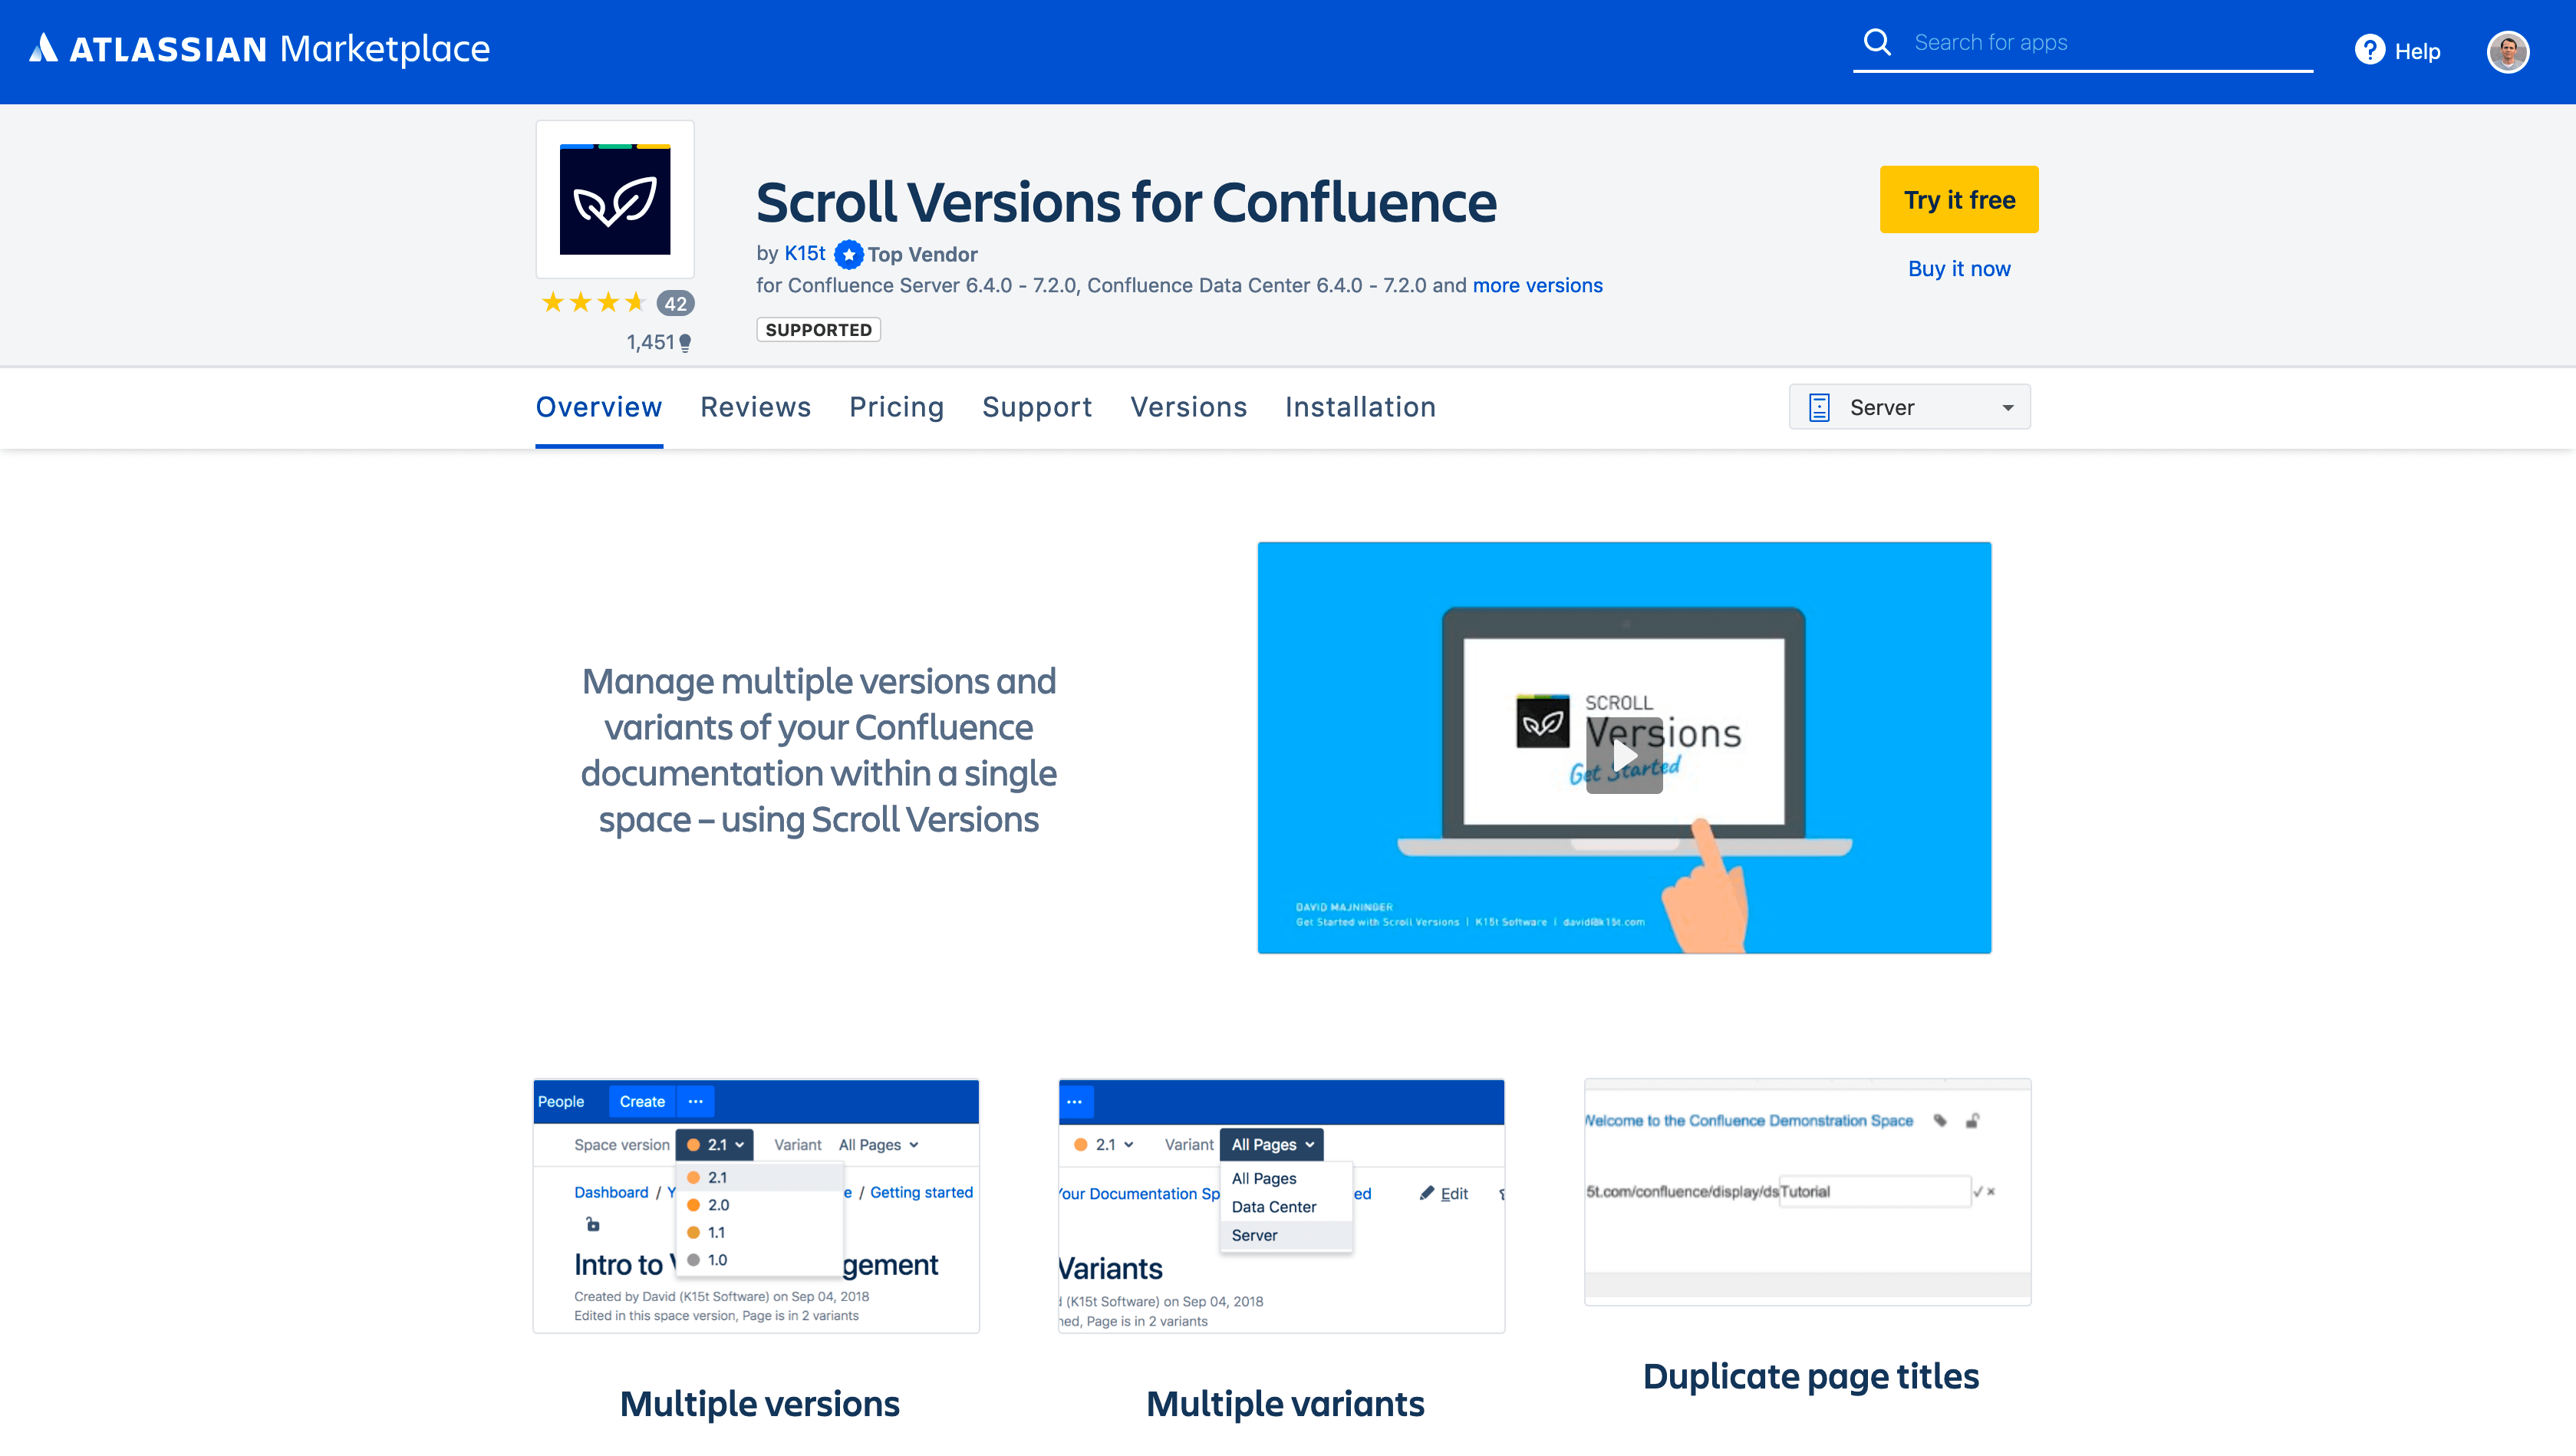 ATLASSIAN Marketplace
Search for apps
Help
Scroll Versions for Confluence
Try it free
by K15t Top Vendor
Buy it now
for Confluence Server 6.4.0 - 7.2.0, Confluence Data Center 6.4.0 - 7.2.0 and more versions
42
SUPPORTED
1,451
Overview Reviews Pricing Support Versions Installation
Server
Manage multiple versions and
variants of your Confluence
documentation within a single
space – using Scroll Versions
SCROLL
Versions
Get Started
DAVID MAJNINGER
Get Started with Scroll Versions | K15t Software | david@k15t.com
People Create ···
Space version 2.1 Variant All Pages
2.1
Dashboard / Y e / Getting started
2.0
1.1
1.0
Intro to V gement
Created by David (K15t Software) on Sep 04, 2018
Edited in this space version, Page is in 2 variants
Multiple versions
···
2.1 Variant All Pages
All Pages
Your Documentation Sp ed Edit
Data Center
Server
Variants
d (K15t Software) on Sep 04, 2018
hed, Page is in 2 variants
Multiple variants
Welcome to the Confluence Demonstration Space
5t.com/confluence/display/ds Tutorial
Duplicate page titles